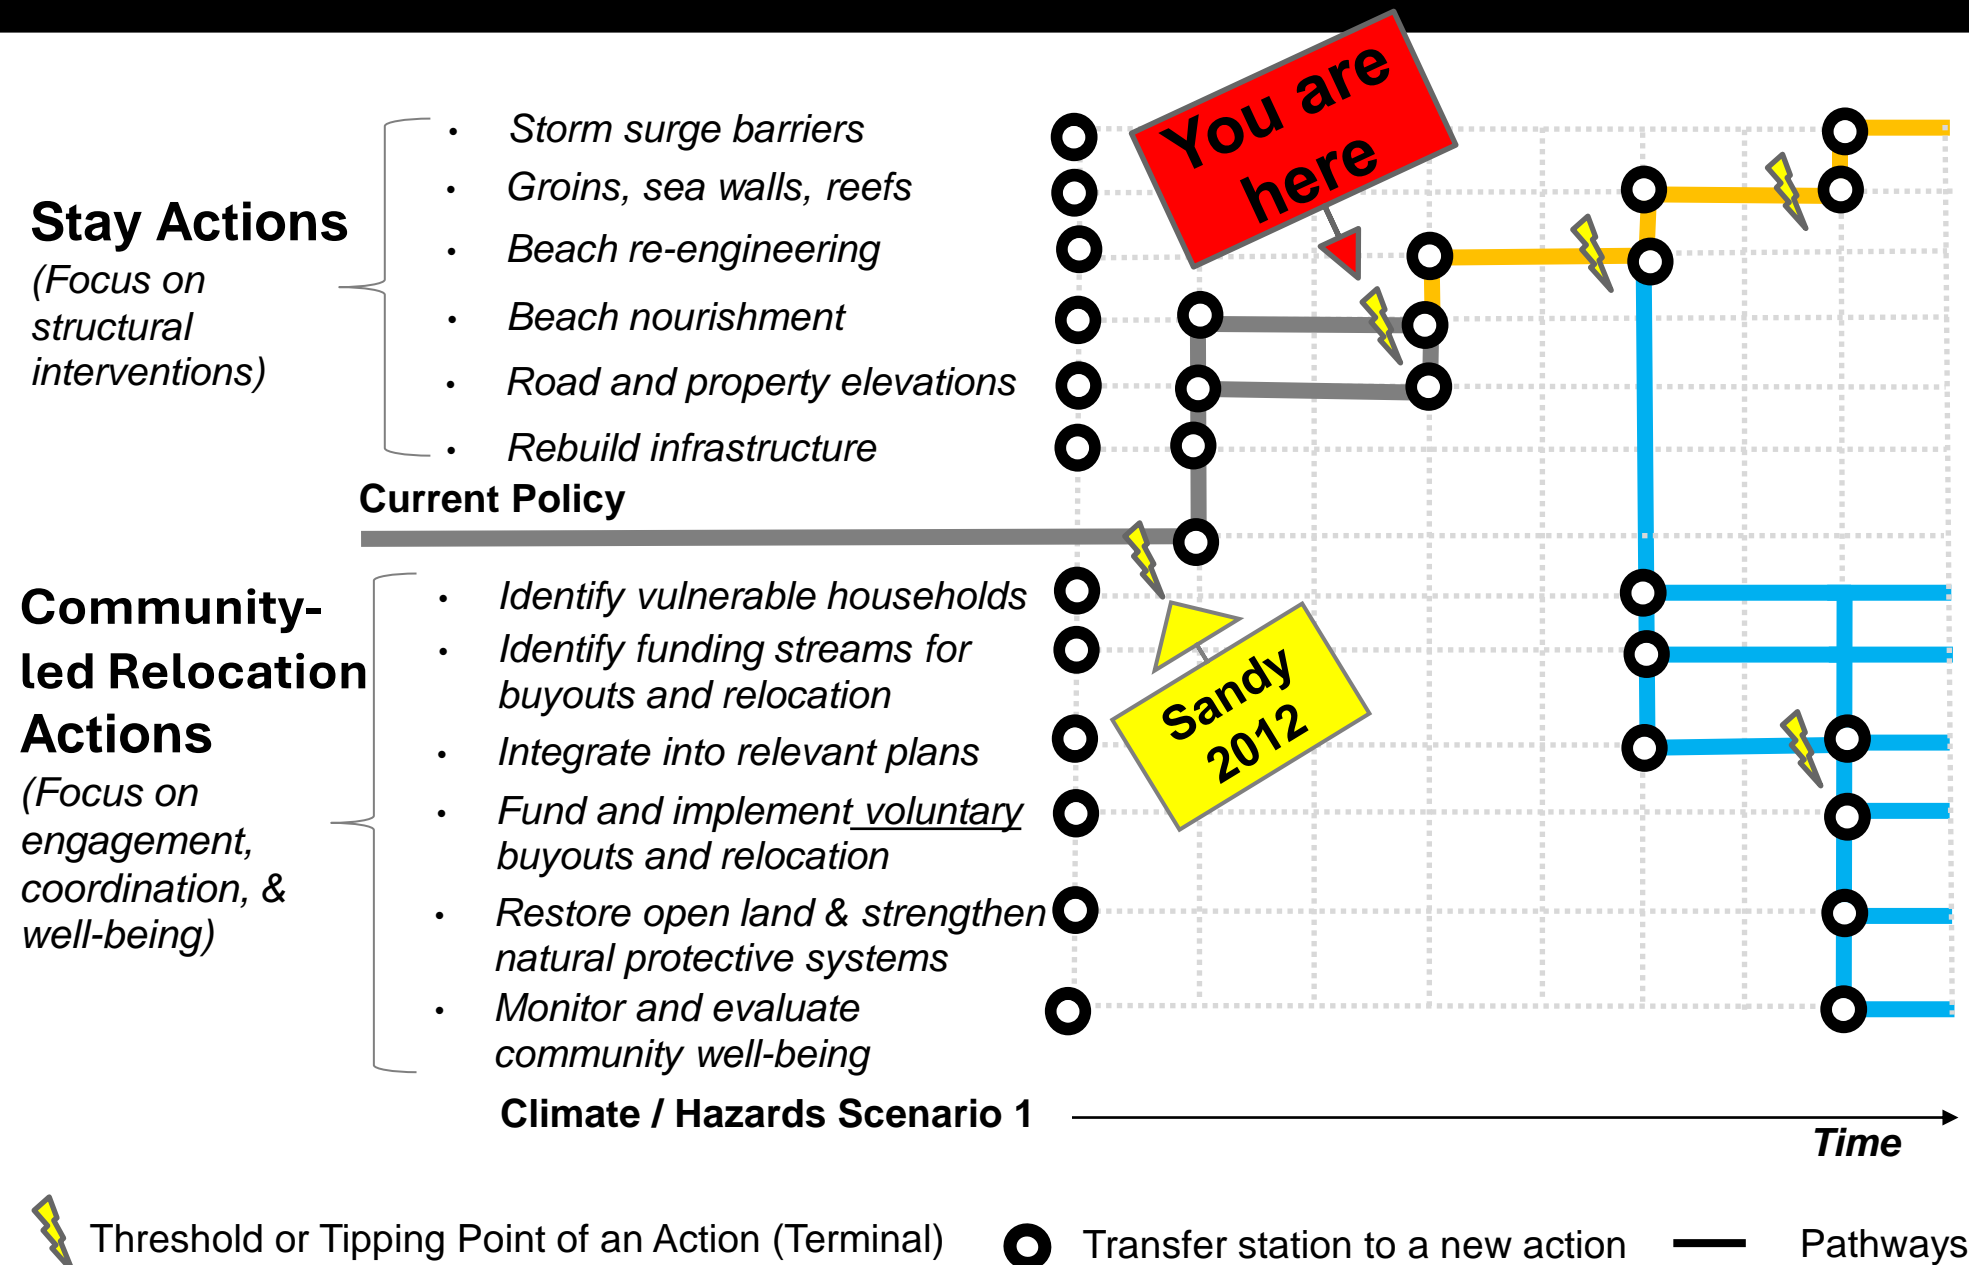 You are
here
Stay Actions
(Focus on
structural
interventions)
• Storm surge barriers
• Groins, sea walls, reefs
• Beach re-engineering
• Beach nourishment
• Road and property elevations
• Rebuild infrastructure
Current Policy
Community-
led Relocation
Actions
(Focus on
engagement,
coordination, &
well-being)
• Identify vulnerable households
• Identify funding streams for
buyouts and relocation
• Integrate into relevant plans
• Fund and implement voluntary
buyouts and relocation
• Restore open land & strengthen
natural protective systems
• Monitor and evaluate
community well-being
Sandy
2012
Climate / Hazards Scenario 1
Time
Threshold or Tipping Point of an Action (Terminal)
Transfer station to a new action
Pathways